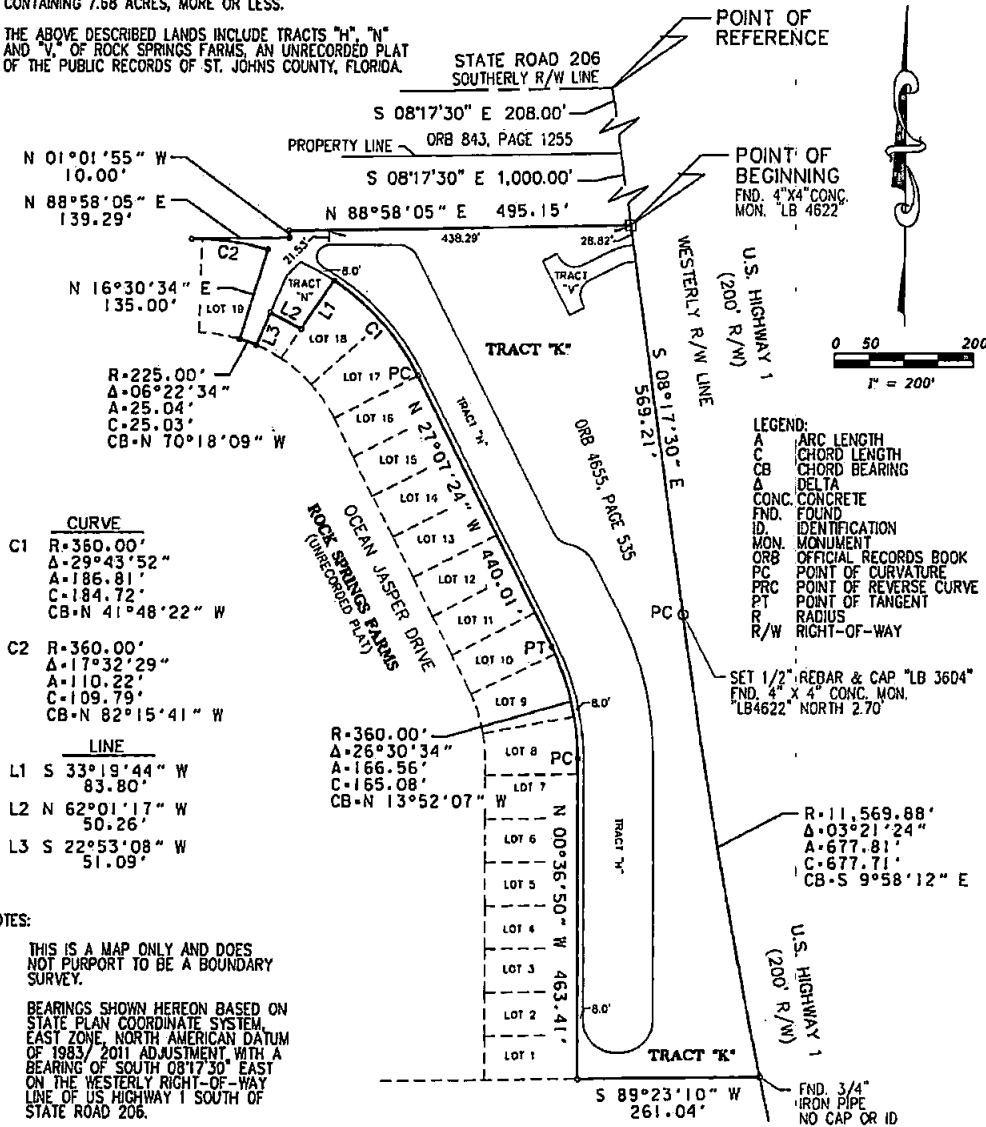 CONTAINING 7.68 ACRES, MORE OR LESS.
THE ABOVE DESCRIBED LANDS INCLUDE TRACTS "H", "N"
AND "V," OF ROCK SPRINGS FARMS, AN UNRECORDED PLAT
OF THE PUBLIC RECORDS OF ST. JOHNS COUNTY, FLORIDA.
POINT OF
REFERENCE
STATE ROAD 206
SOUTHERLY R/W LINE
S 08°17'30" E 208.00'
PROPERTY LINE
ORB 843, PAGE 1255
S 08°17'30" E 1,000.00'
POINT OF
BEGINNING
FND. 4"X4" CONC.
MON. "LB 4622"
N 01°01'55" W
10.00'
N 88°58'05" E
139.29'
N 88°58'05" E 495.15'
438.29'
28.82'
21.53'
8.0'
C2
N 16°30'34" E
135.00'
LOT 19
TRACT
"N"
L2
L1
L3
LOT 18
C1
TRACT
"V"
TRACT "K"
WESTERLY R/W LINE
U.S. HIGHWAY 1
(200' R/W)
0 50 200
1" = 200'
R=225.00'
Δ=06°22'34"
A=25.04'
C=25.03'
CB=N 70°18'09" W
LOT 17
PC
LOT 16
LOT 15
LOT 14
LOT 13
LOT 12
LOT 11
LOT 10
LOT 9
N 27°07'24" W 440.01'
TRACT "H"
S 08°17'30" E
569.21'
ORB 4655, PAGE 535
OCEAN JASPER DRIVE
ROCK SPRINGS FARMS
(UNRECORDED PLAT)
LEGEND:
A ARC LENGTH
C CHORD LENGTH
CB CHORD BEARING
Δ DELTA
CONC. CONCRETE
FND. FOUND
ID. IDENTIFICATION
MON. MONUMENT
ORB OFFICIAL RECORDS BOOK
PC POINT OF CURVATURE
PRC POINT OF REVERSE CURVE
PT POINT OF TANGENT
R RADIUS
R/W RIGHT-OF-WAY
CURVE
C1 R=360.00'
Δ=29°43'52"
A=186.81'
C=184.72'
CB=N 41°48'22" W
C2 R=360.00'
Δ=17°32'29"
A=110.22'
C=109.79'
CB=N 82°15'41" W
LINE
L1 S 33°19'44" W
83.80'
L2 N 62°01'17" W
50.26'
L3 S 22°53'08" W
51.09'
PT
PC
SET 1/2" REBAR & CAP "LB 3604"
FND. 4" X 4" CONC. MON.
"LB4622" NORTH 2.70'
8.0'
R=360.00'
Δ=26°30'34"
A=166.56'
C=165.08'
CB=N 13°52'07" W
LOT 8
PC
LOT 7
LOT 6
LOT 5
LOT 4
LOT 3
LOT 2
LOT 1
N 00°36'50" W 463.41'
TRACT "H"
8.0'
R=11,569.88'
Δ=03°21'24"
A=677.81'
C=677.71'
CB=S 9°58'12" E
U.S. HIGHWAY 1
(200' R/W)
TRACT "K"
S 89°23'10" W
261.04'
FND. 3/4"
IRON PIPE
NO CAP OR ID
OTES:
THIS IS A MAP ONLY AND DOES
NOT PURPORT TO BE A BOUNDARY
SURVEY.
BEARINGS SHOWN HEREON BASED ON
STATE PLAN COORDINATE SYSTEM,
EAST ZONE, NORTH AMERICAN DATUM
OF 1983/ 2011 ADJUSTMENT WITH A
BEARING OF SOUTH 08°17'30" EAST
ON THE WESTERLY RIGHT-OF-WAY
LINE OF US HIGHWAY 1 SOUTH OF
STATE ROAD 206.